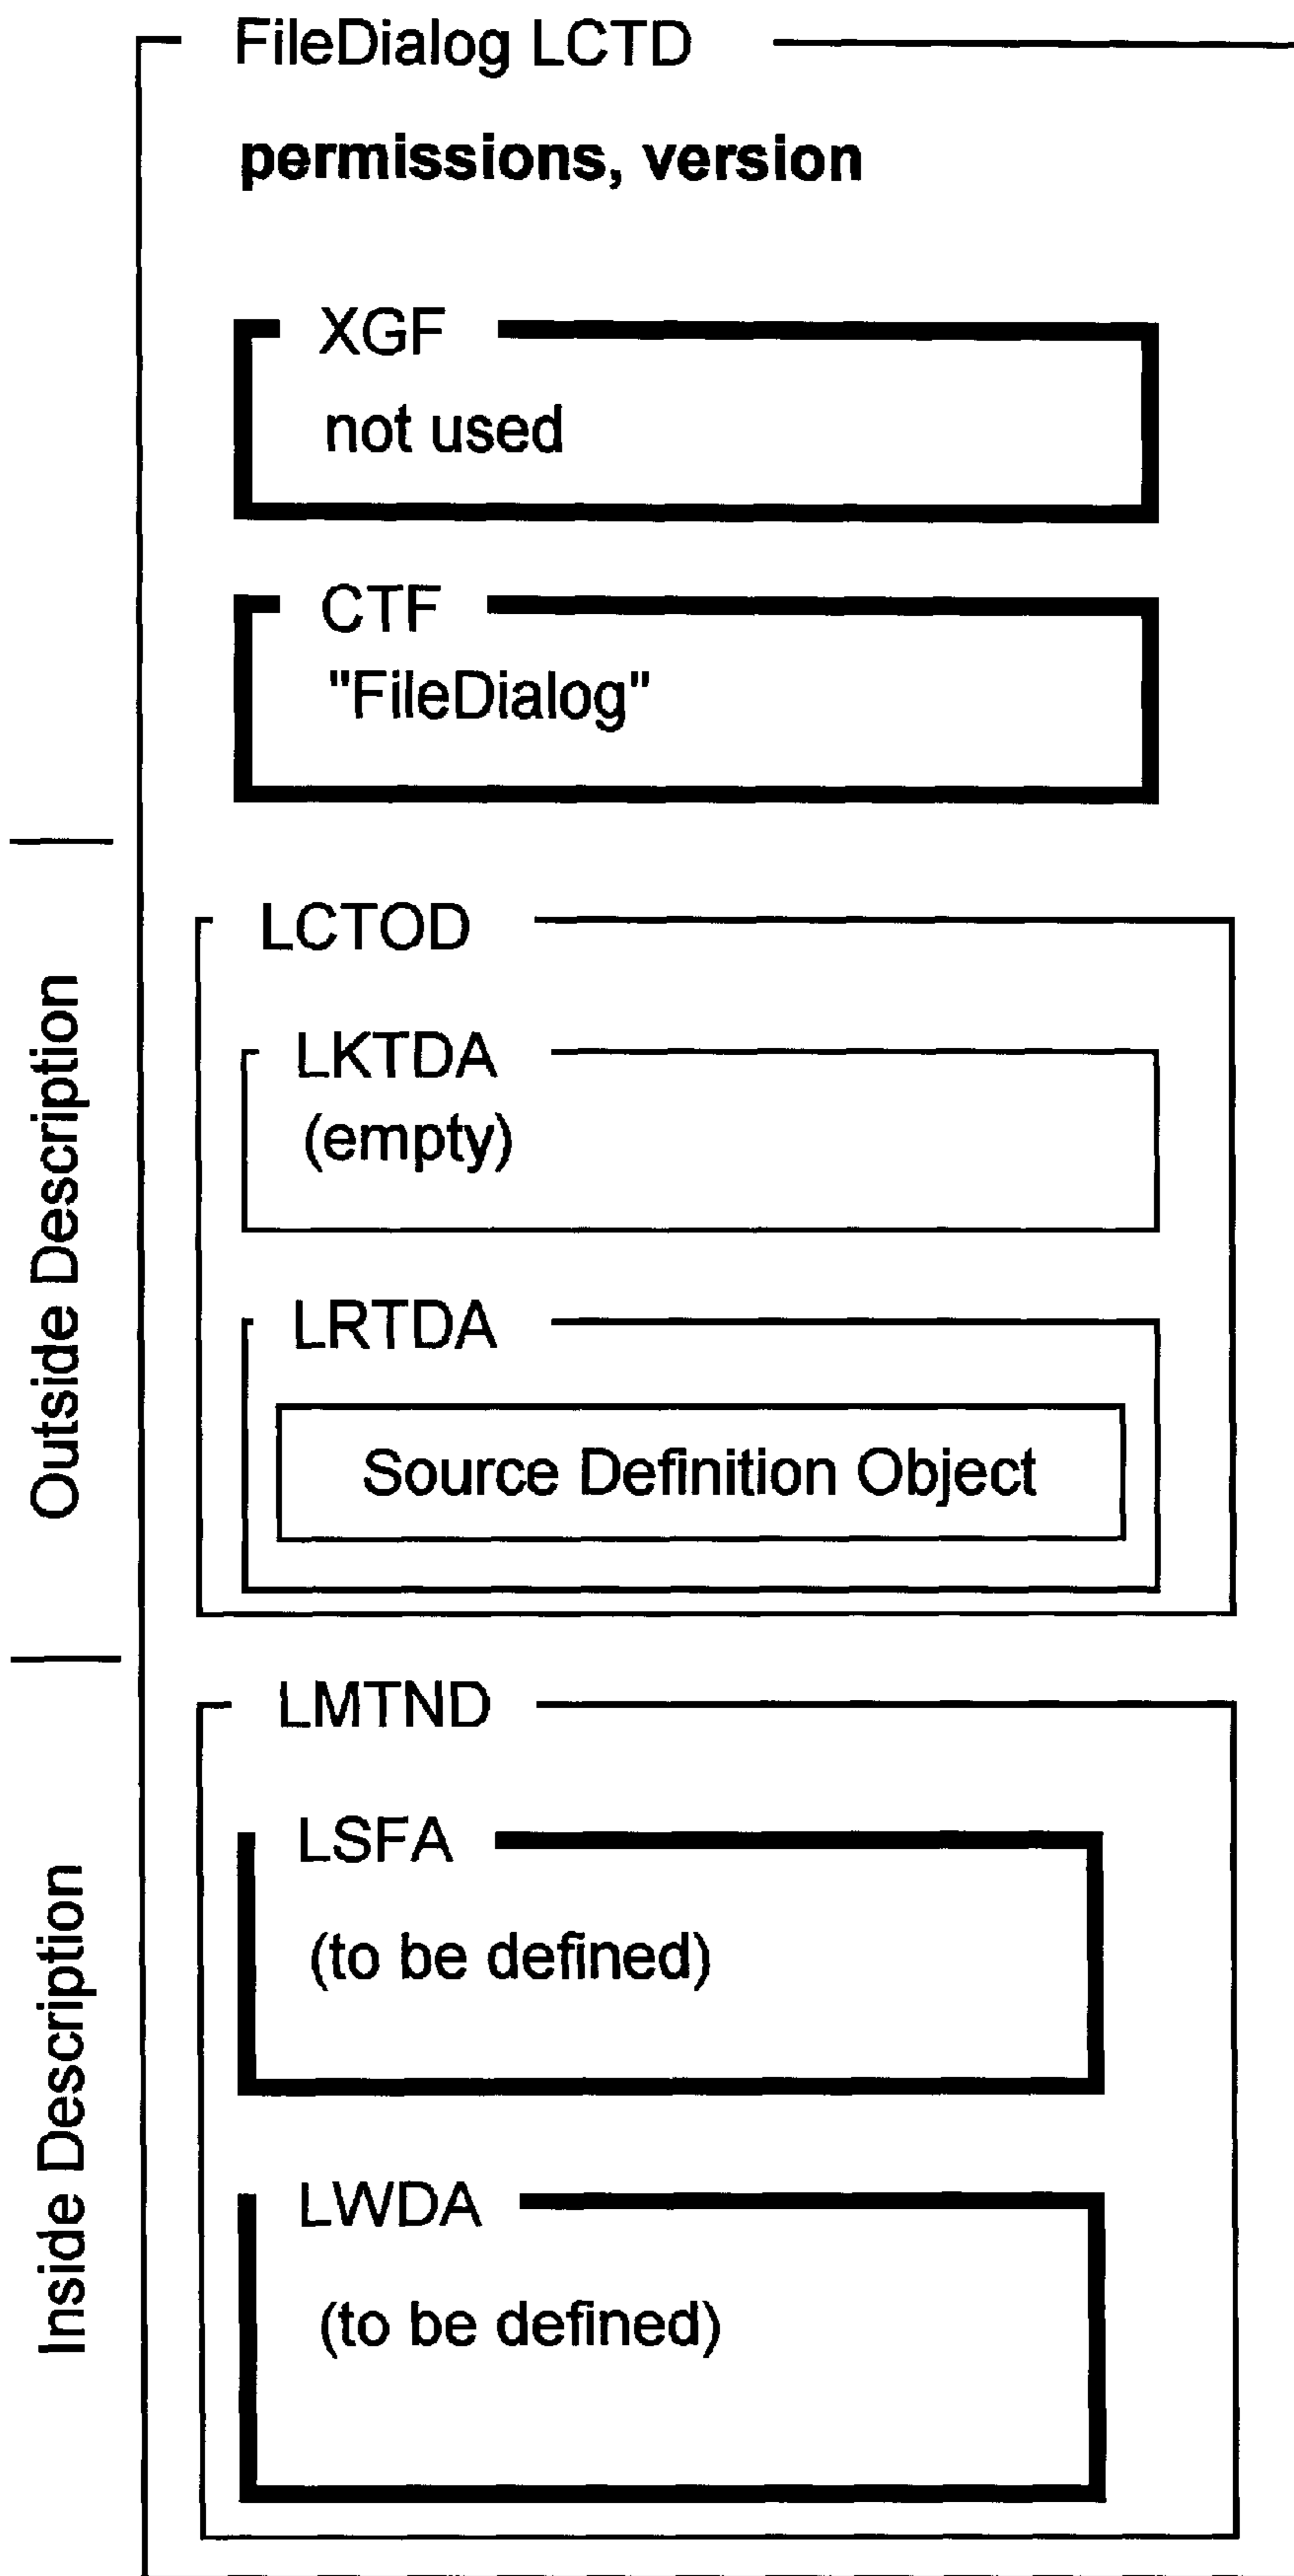 FileDialog LCTD
permissions, version
XGF
not used
CTF
"FileDialog"
Outside Description
LCTOD
LKTDA
(empty)
LRTDA
Source Definition Object
Inside Description
LMTND
LSFA
(to be defined)
LWDA
(to be defined)